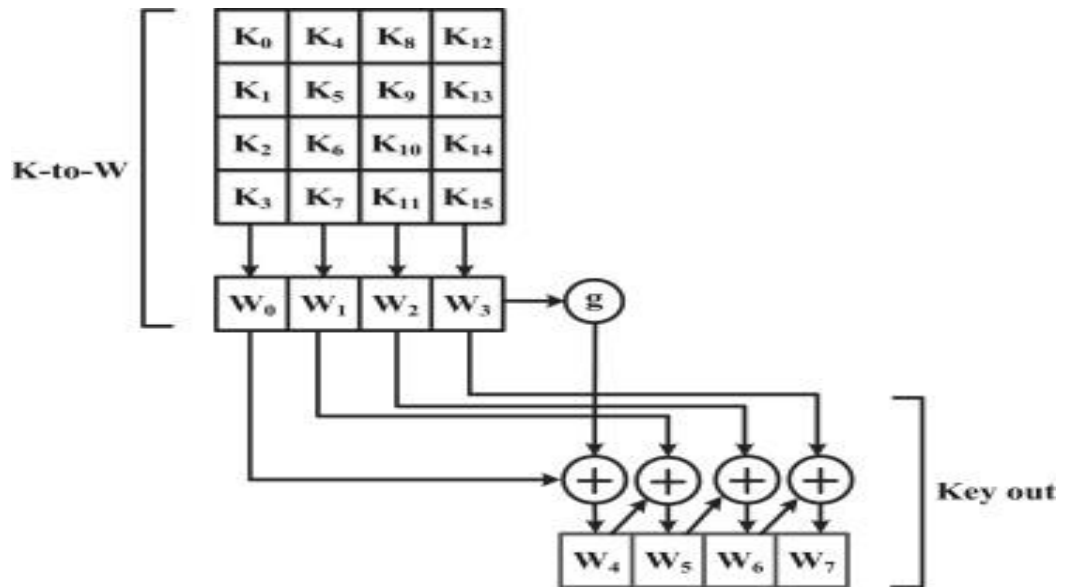 K₀ K₄ K₈ K₁₂
K₁ K₅ K₉ K₁₃
K-to-W
K₂ K₆ K₁₀ K₁₄
K₃ K₇ K₁₁ K₁₅
W₀ W₁ W₂ W₃ g
+ + + +
Key out
W₄ W₅ W₆ W₇